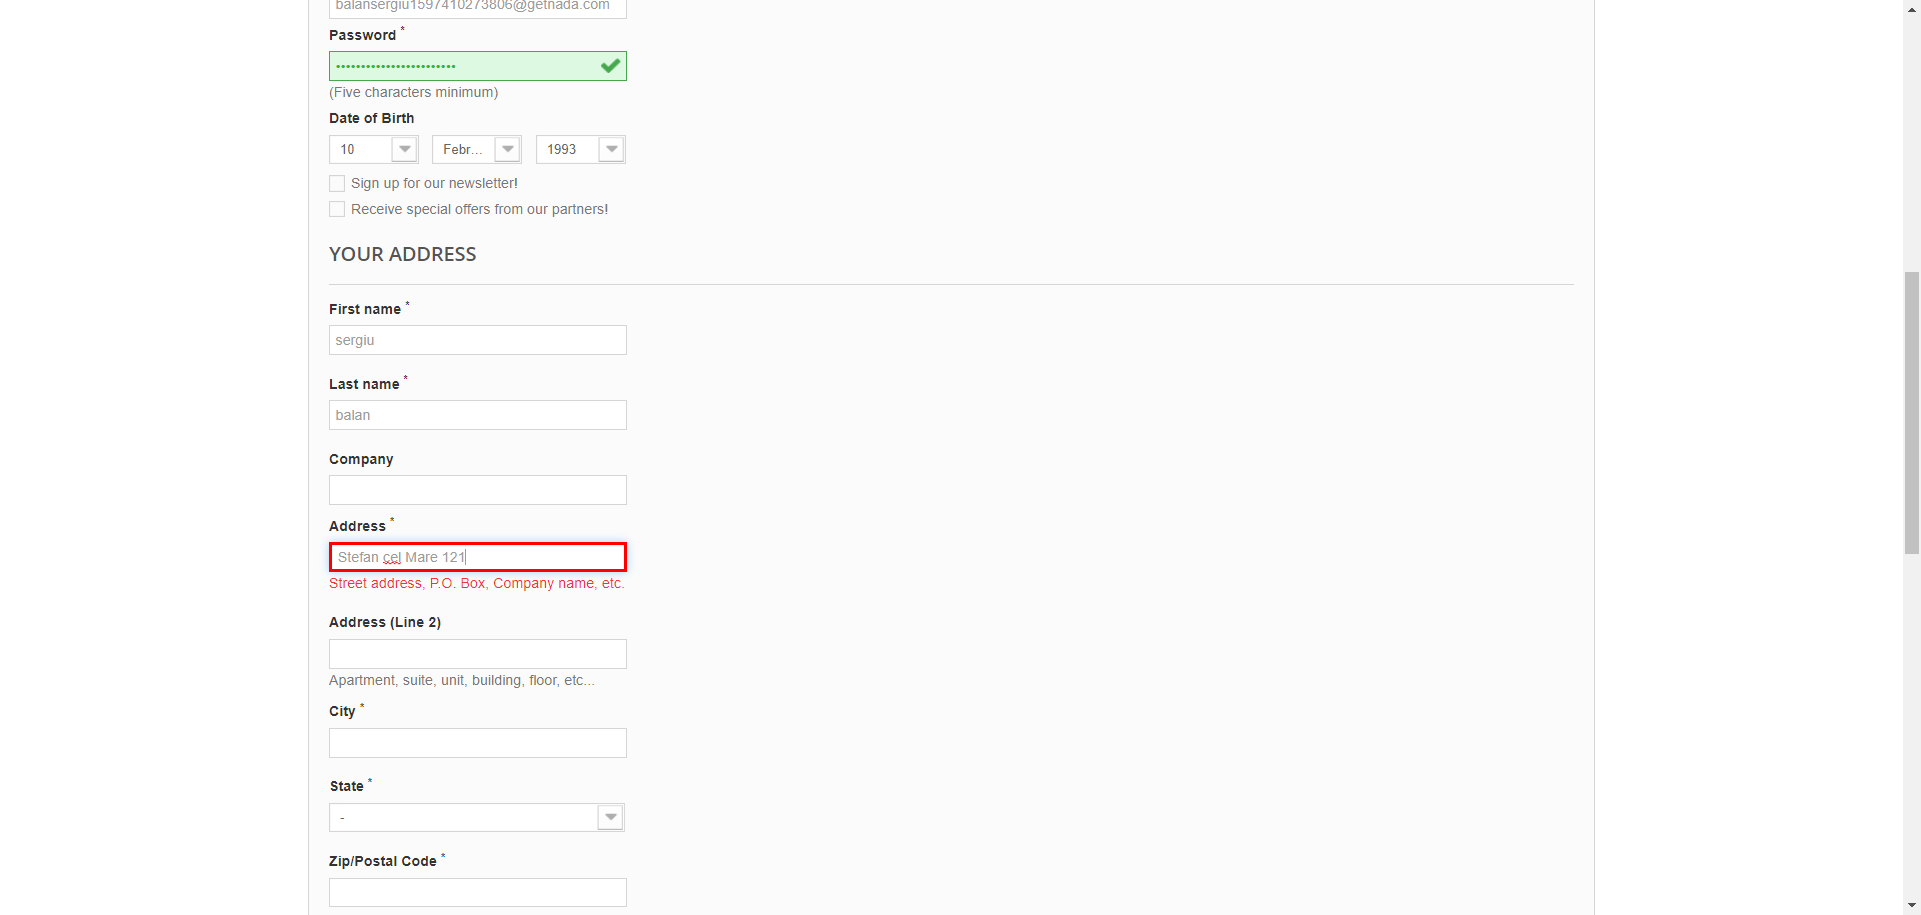 balansergiu1597410273806@getnada.com
Password *
••••••••••••••••••••••••
(Five characters minimum)
Date of Birth
10 Febr... 1993
Sign up for our newsletter!
Receive special offers from our partners!
YOUR ADDRESS
First name *
sergiu
Last name *
balan
Company
Address *
Stefan cel Mare 121
Street address, P.O. Box, Company name, etc.
Address (Line 2)
Apartment, suite, unit, building, floor, etc...
City *
State *
-
Zip/Postal Code *